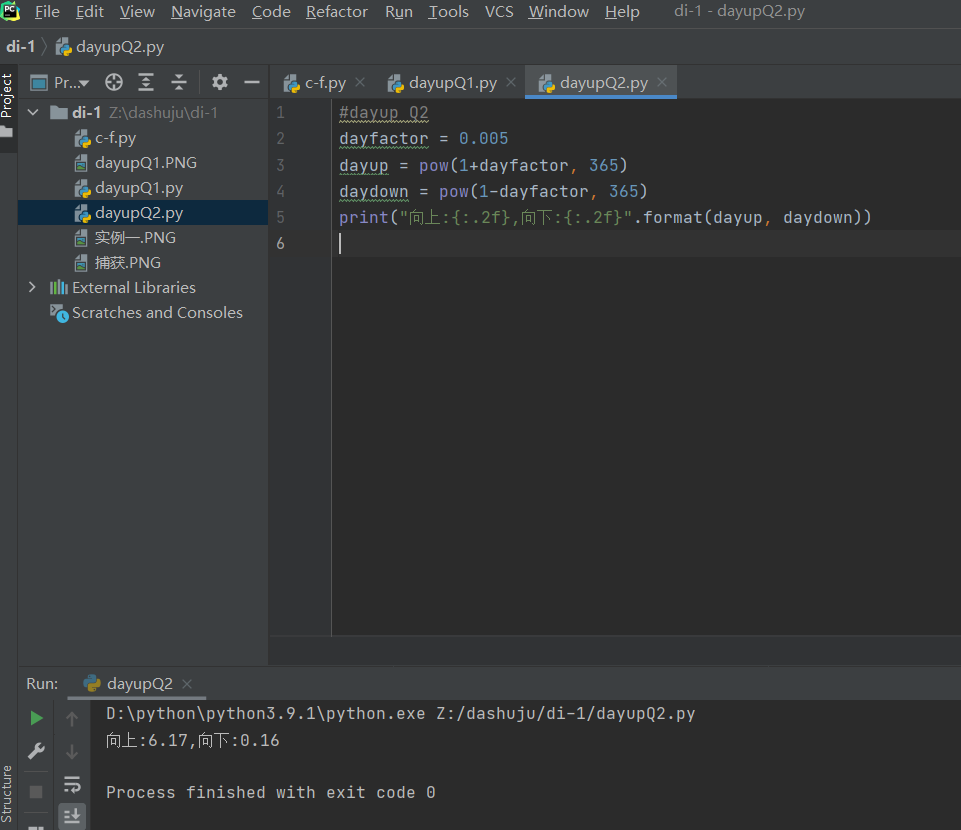 PC File Edit View Navigate Code Refactor Run Tools VCS Window Help di-1 - dayupQ2.py
di-1 dayupQ2.py
Project
Pr... c-f.py dayupQ1.py dayupQ2.py
di-1 Z:\dashuju\di-1
c-f.py
dayupQ1.PNG
dayupQ1.py
dayupQ2.py
实例一.PNG
捕获.PNG
External Libraries
Scratches and Consoles
1 #dayup Q2
2 dayfactor = 0.005
3 dayup = pow(1+dayfactor, 365)
4 daydown = pow(1-dayfactor, 365)
5 print("向上:{:.2f},向下:{:.2f}".format(dayup, daydown))
6
Run: dayupQ2
D:\python\python3.9.1\python.exe Z:/dashuju/di-1/dayupQ2.py
向上:6.17,向下:0.16
Process finished with exit code 0
Structure